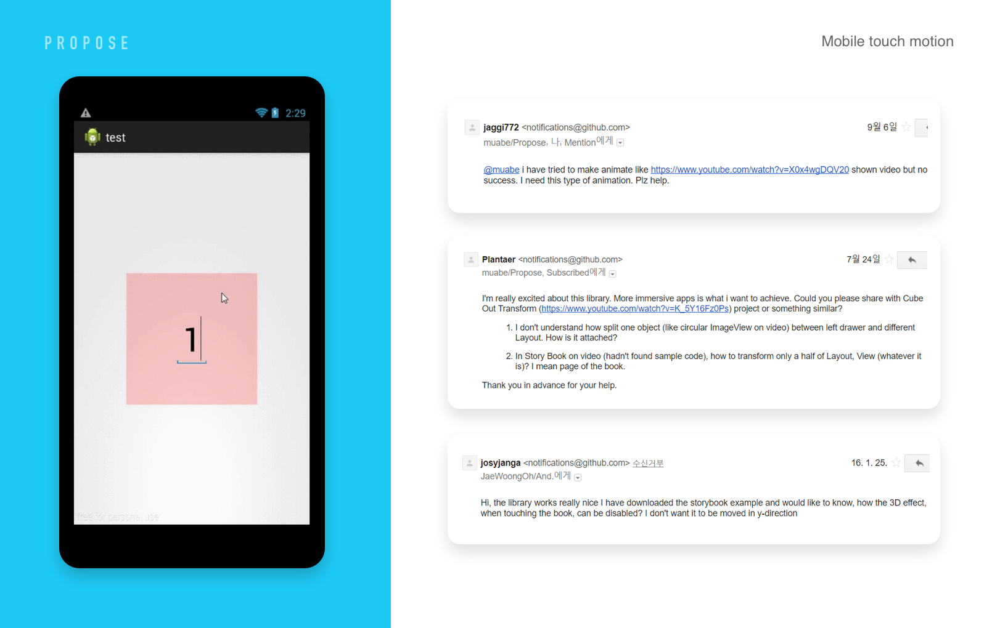 PROPOSE
Mobile touch motion
2:29
test
1
free for personal use
jaggi772 <notifications@github.com>
9월 6일
muabe/Propose, 나, Mention에게
@muabe i have tried to make animate like https://www.youtube.com/watch?v=X0x4wgDQV20 shown video but no
success. I need this type of animation. Plz help.
Plantaer <notifications@github.com>
7월 24일
muabe/Propose, Subscribed에게
I'm really excited about this library. More immersive apps is what i want to achieve. Could you please share with Cube
Out Transform (https://www.youtube.com/watch?v=K_5Y16Fz0Ps) project or something similar?
1. I don't understand how split one object (like circular ImageView on video) between left drawer and different
Layout. How is it attached?
2. In Story Book on video (hadn't found sample code), how to transform only a half of Layout, View (whatever it
is)? I mean page of the book.
Thank you in advance for your help.
josyjanga <notifications@github.com> 수신거부
16. 1. 25.
JaeWoongOh/And.에게
Hi, the library works really nice I have downloaded the storybook example and would like to know, how the 3D effect,
when touching the book, can be disabled? I don't want it to be moved in y-direction